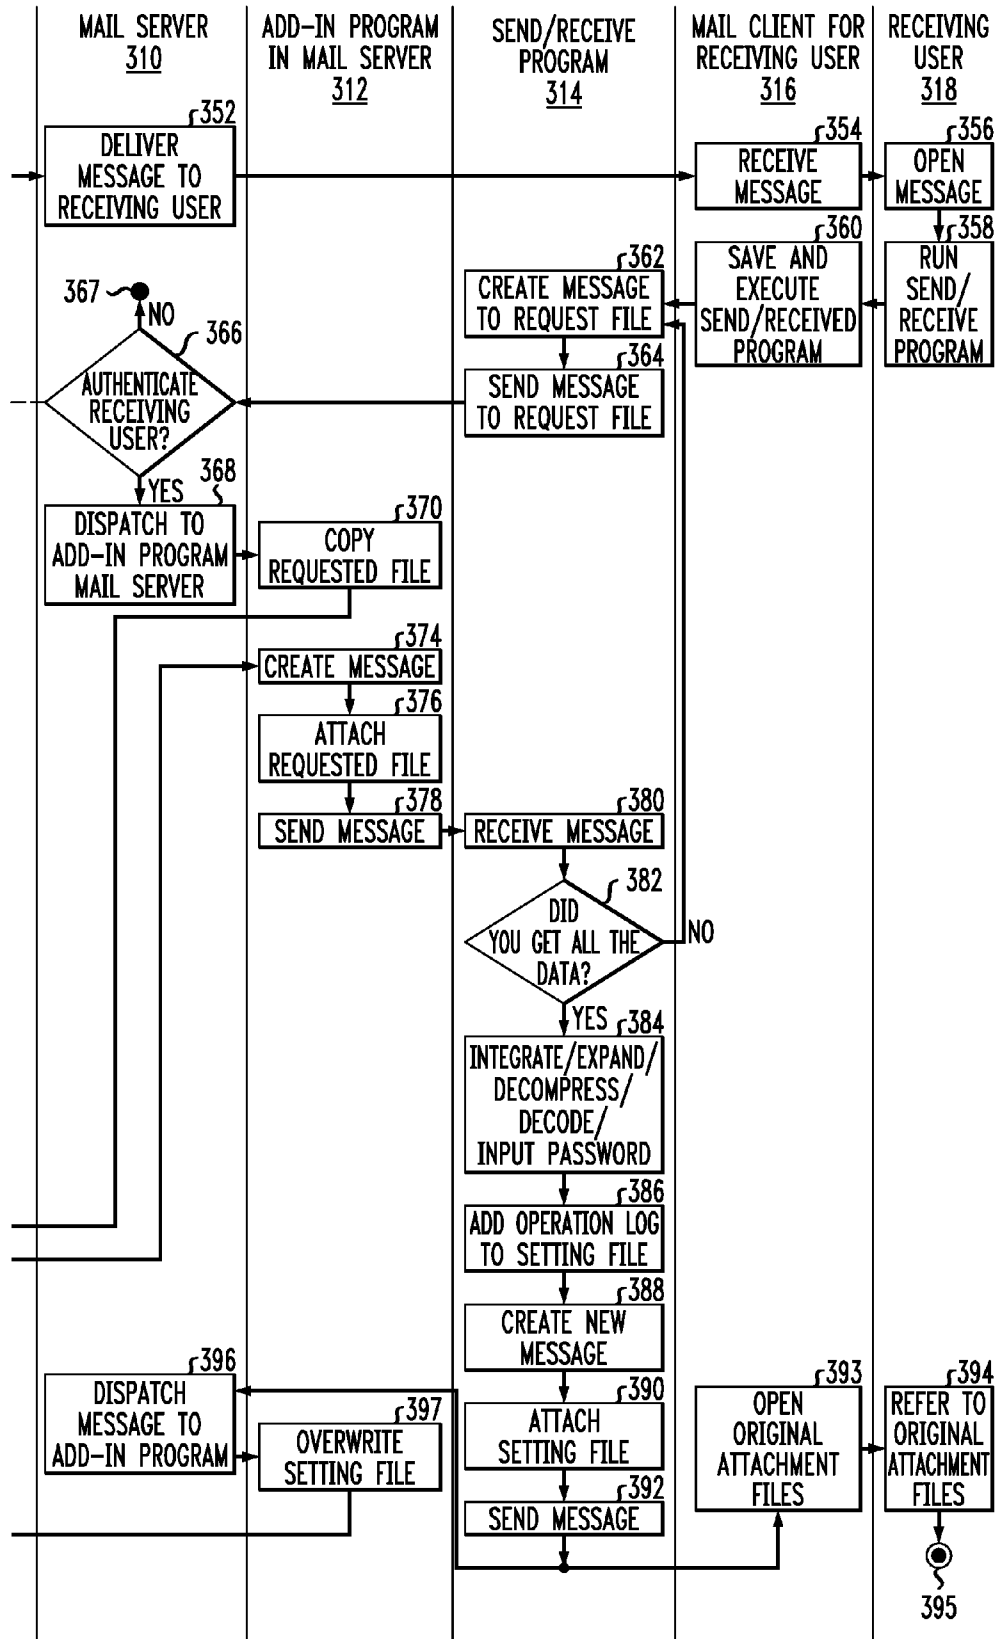 MAIL SERVER
310
ADD-IN PROGRAM
IN MAIL SERVER
312
SEND/RECEIVE
PROGRAM
314
MAIL CLIENT FOR
RECEIVING USER
316
RECEIVING
USER
318
352
DELIVER
MESSAGE TO
RECEIVING USER
354
RECEIVE
MESSAGE
356
OPEN
MESSAGE
358
RUN
SEND/
RECEIVE
PROGRAM
360
SAVE AND
EXECUTE
SEND/RECEIVED
PROGRAM
362
CREATE MESSAGE
TO REQUEST FILE
364
SEND MESSAGE
TO REQUEST FILE
367
NO
366
AUTHENTICATE
RECEIVING
USER?
YES
368
DISPATCH TO
ADD-IN PROGRAM
MAIL SERVER
370
COPY
REQUESTED FILE
374
CREATE MESSAGE
376
ATTACH
REQUESTED FILE
378
SEND MESSAGE
380
RECEIVE MESSAGE
382
DID
YOU GET ALL THE
DATA?
NO
YES
384
INTEGRATE/EXPAND/
DECOMPRESS/
DECODE/
INPUT PASSWORD
386
ADD OPERATION LOG
TO SETTING FILE
388
CREATE NEW
MESSAGE
390
ATTACH
SETTING FILE
392
SEND MESSAGE
396
DISPATCH
MESSAGE TO
ADD-IN PROGRAM
397
OVERWRITE
SETTING FILE
393
OPEN
ORIGINAL
ATTACHMENT
FILES
394
REFER TO
ORIGINAL
ATTACHMENT
FILES
395